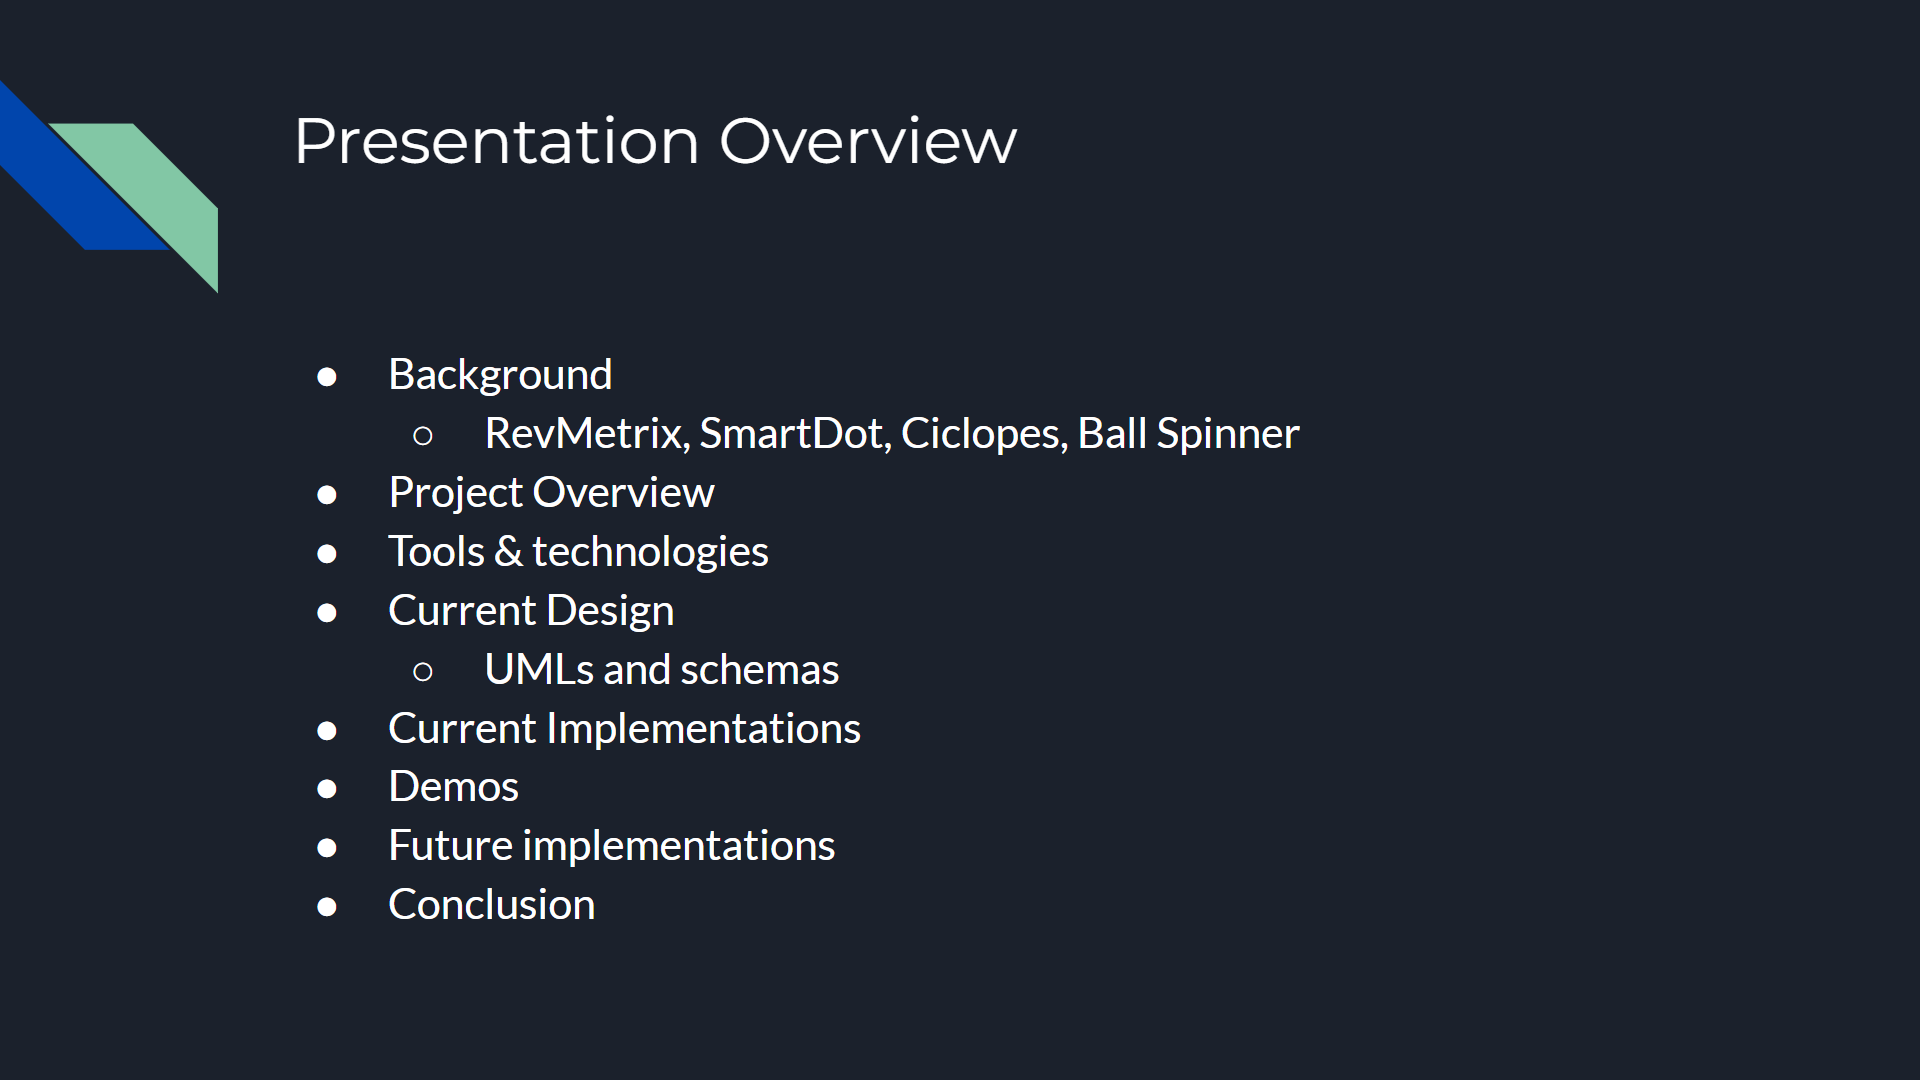 Presentation Overview
● Background
○ RevMetrix, SmartDot, Ciclopes, Ball Spinner
● Project Overview
● Tools & technologies
● Current Design
○ UMLs and schemas
● Current Implementations
● Demos
● Future implementations
● Conclusion